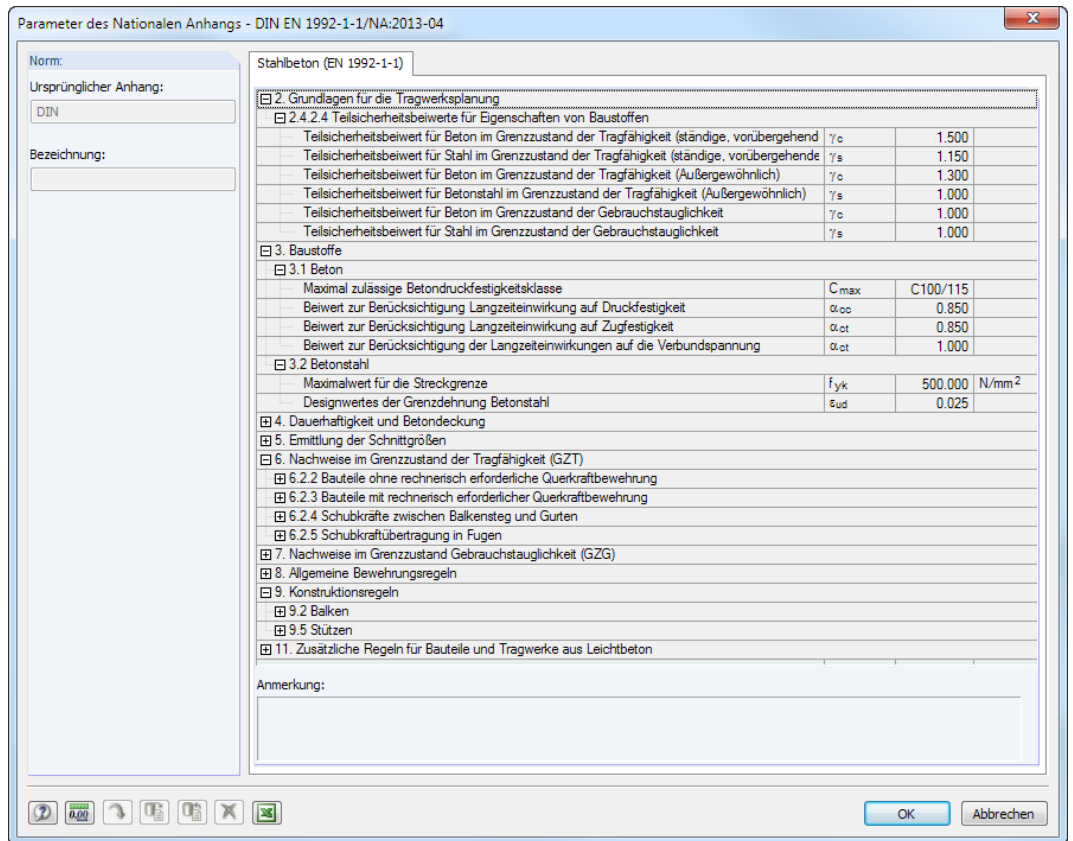 Parameter des Nationalen Anhangs - DIN EN 1992-1-1/NA:2013-04
Norm:
Ursprünglicher Anhang:
DIN
Bezeichnung:
Stahlbeton (EN 1992-1-1)
2. Grundlagen für die Tragwerksplanung
2.4.2.4 Teilsicherheitsbeiwerte für Eigenschaften von Baustoffen
Teilsicherheitsbeiwert für Beton im Grenzzustand der Tragfähigkeit (ständige, vorübergehend γc 1.500
Teilsicherheitsbeiwert für Stahl im Grenzzustand der Tragfähigkeit (ständige, vorübergehende γs 1.150
Teilsicherheitsbeiwert für Beton im Grenzzustand der Tragfähigkeit (Außergewöhnlich) γc 1.300
Teilsicherheitsbeiwert für Betonstahl im Grenzzustand der Tragfähigkeit (Außergewöhnlich) γs 1.000
Teilsicherheitsbeiwert für Beton im Grenzzustand der Gebrauchstauglichkeit γc 1.000
Teilsicherheitsbeiwert für Stahl im Grenzzustand der Gebrauchstauglichkeit γs 1.000
3. Baustoffe
3.1 Beton
Maximal zulässige Betondruckfestigkeitsklasse Cmax C100/115
Beiwert zur Berücksichtigung Langzeiteinwirkung auf Druckfestigkeit αcc 0.850
Beiwert zur Berücksichtigung Langzeiteinwirkung auf Zugfestigkeit αct 0.850
Beiwert zur Berücksichtigung der Langzeiteinwirkungen auf die Verbundspannung αct 1.000
3.2 Betonstahl
Maximalwert für die Streckgrenze fyk 500.000 N/mm2
Designwertes der Grenzdehnung Betonstahl εud 0.025
4. Dauerhaftigkeit und Betondeckung
5. Ermittlung der Schnittgrößen
6. Nachweise im Grenzzustand der Tragfähigkeit (GZT)
6.2.2 Bauteile ohne rechnerisch erforderliche Querkraftbewehrung
6.2.3 Bauteile mit rechnerisch erforderlicher Querkraftbewehrung
6.2.4 Schubkräfte zwischen Balkensteg und Gurten
6.2.5 Schubkraftübertragung in Fugen
7. Nachweise im Grenzzustand Gebrauchstauglichkeit (GZG)
8. Allgemeine Bewehrungsregeln
9. Konstruktionsregeln
9.2 Balken
9.5 Stützen
11. Zusätzliche Regeln für Bauteile und Tragwerke aus Leichtbeton
Anmerkung:
0.00
OK
Abbrechen